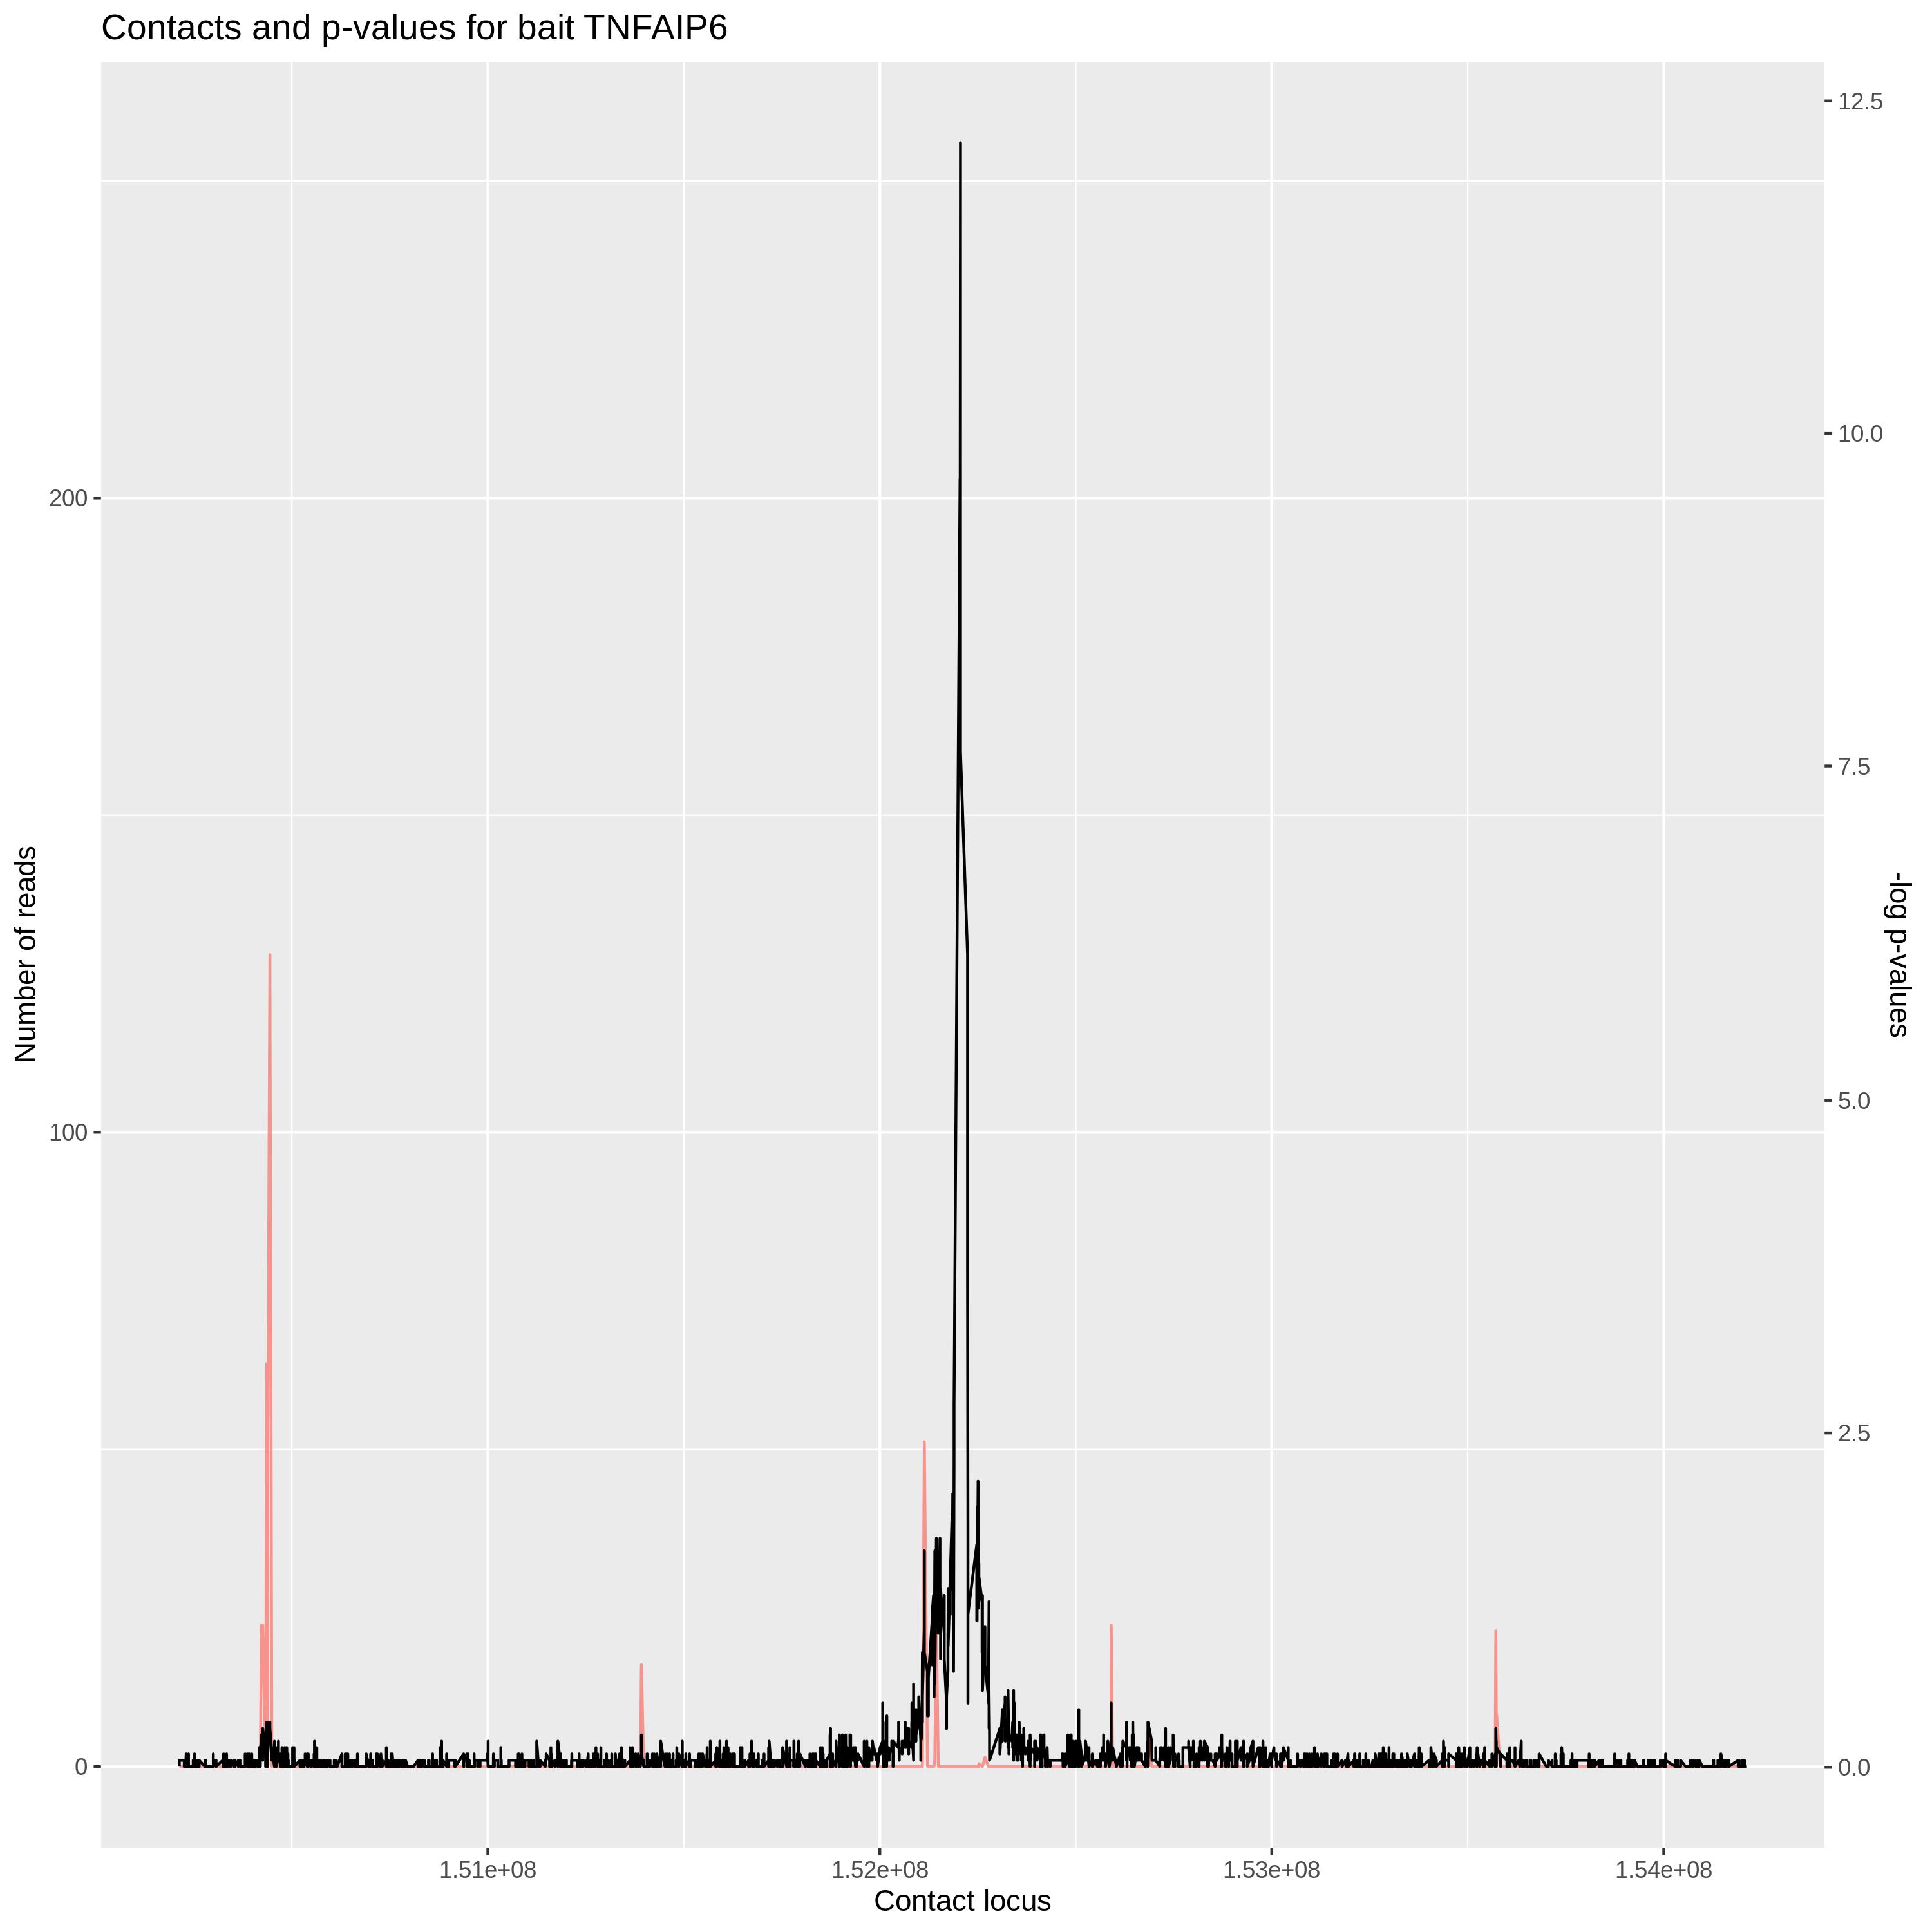 Contacts and p-values for bait TNFAIP6
Number of reads
200
100
0
12.5
10.0
7.5
5.0
2.5
0.0
-log p-values
1.51e+08 1.52e+08 1.53e+08 1.54e+08
Contact locus